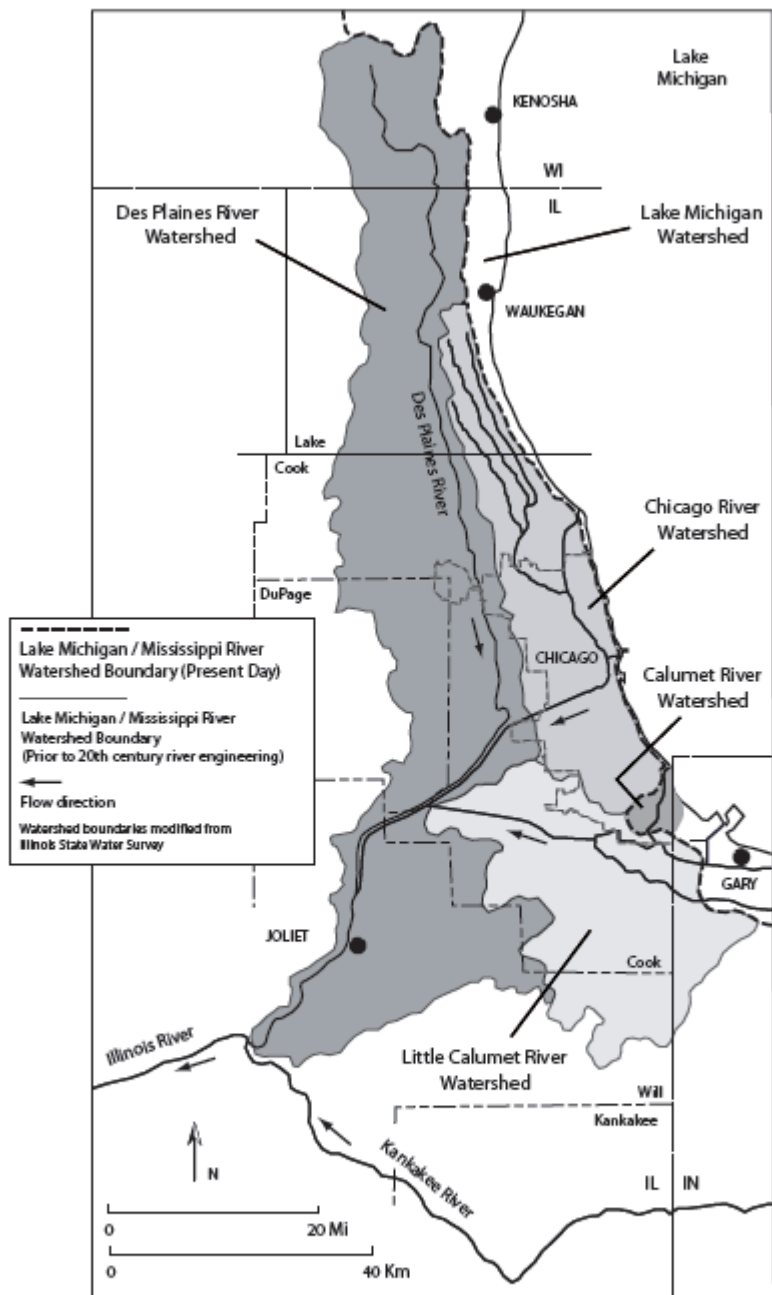 Lake
Michigan
KENOSHA
WI
IL
Des Plaines River
Watershed
Lake Michigan
Watershed
WAUKEGAN
Des Plaines River
Lake
Cook
Chicago River
Watershed
DuPage
CHICAGO
Calumet River
Watershed
Lake Michigan / Mississippi River
Watershed Boundary (Present Day)
Lake Michigan / Mississippi River
Watershed Boundary
(Prior to 20th century river engineering)
Flow direction
Watershed boundaries modified from
Illinois State Water Survey
GARY
JOLIET
Cook
Illinois River
Little Calumet River
Watershed
Will
Kankakee
Kankakee River
N
IL
IN
0
20 Mi
0
40 Km